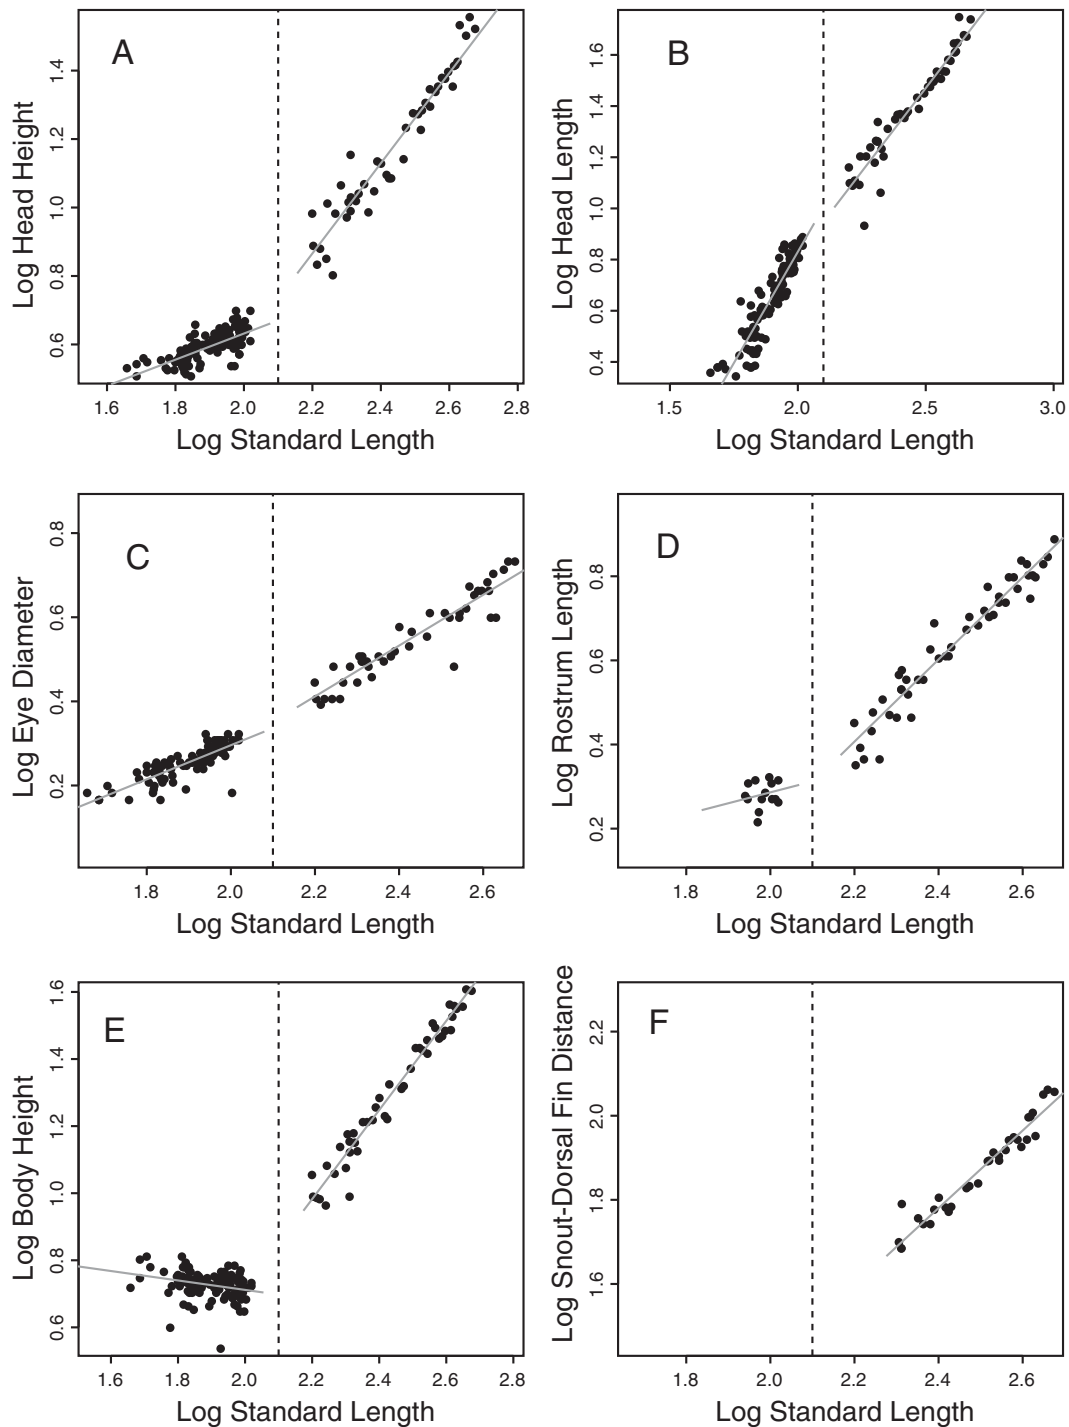 A
Log Head Height
0.6 0.8 1.0 1.2 1.4
1.6 1.8 2.0 2.2 2.4 2.6 2.8
Log Standard Length
B
Log Head Length
0.4 0.6 0.8 1.0 1.2 1.4 1.6
1.5 2.0 2.5 3.0
Log Standard Length
C
Log Eye Diameter
0.2 0.4 0.6 0.8
1.8 2.0 2.2 2.4 2.6
Log Standard Length
D
Log Rostrum Length
0.2 0.4 0.6 0.8
1.8 2.0 2.2 2.4 2.6
Log Standard Length
E
Log Body Height
0.6 0.8 1.0 1.2 1.4 1.6
1.6 1.8 2.0 2.2 2.4 2.6 2.8
Log Standard Length
F
Log Snout-Dorsal Fin Distance
1.6 1.8 2.0 2.2
1.8 2.0 2.2 2.4 2.6
Log Standard Length